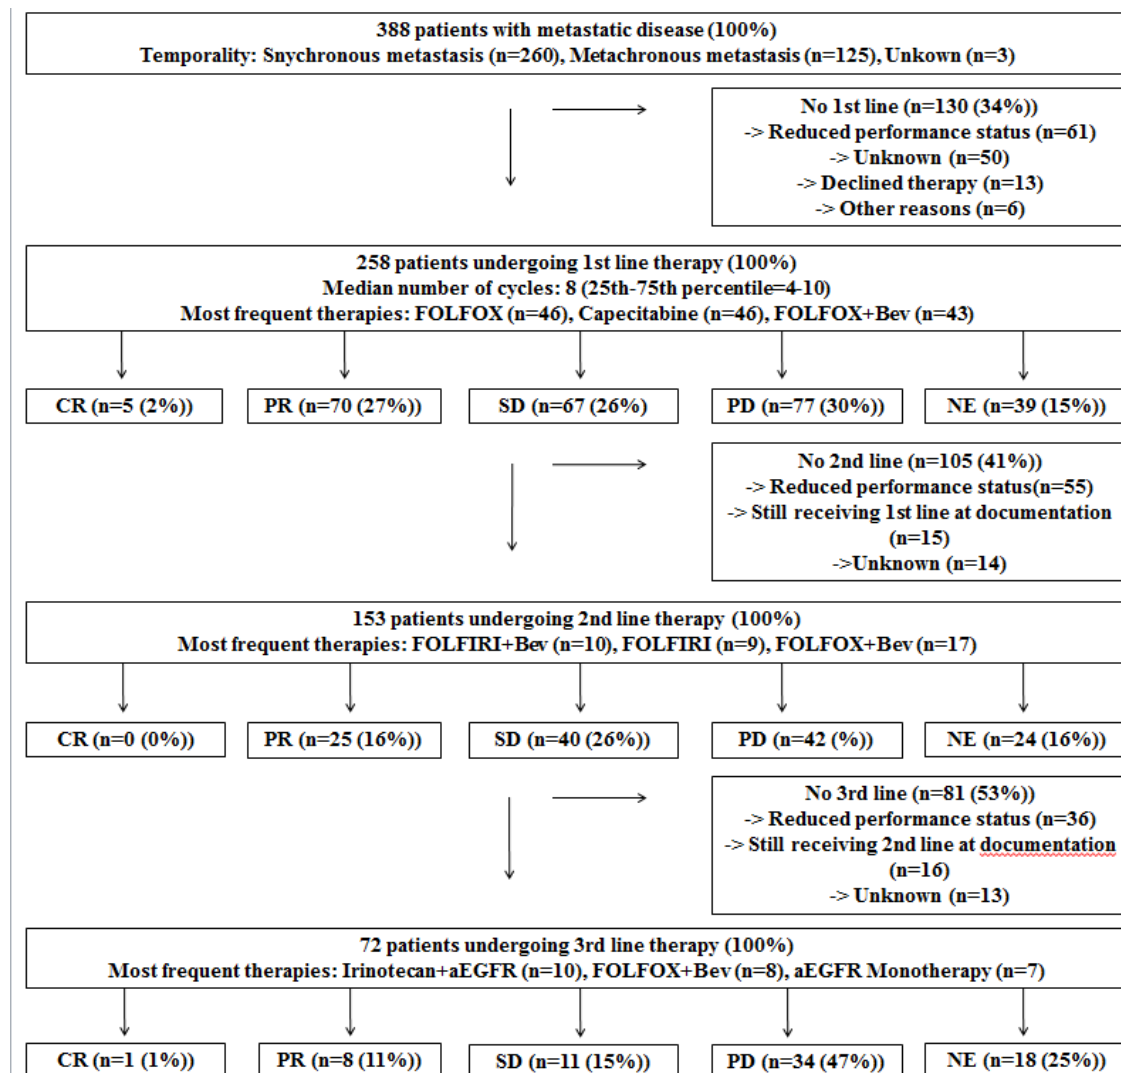 388 patients with metastatic disease (100%)
Temporality: Snychronous metastasis (n=260), Metachronous metastasis (n=125), Unkown (n=3)
No 1st line (n=130 (34%))
-> Reduced performance status (n=61)
-> Unknown (n=50)
-> Declined therapy (n=13)
-> Other reasons (n=6)
258 patients undergoing 1st line therapy (100%)
Median number of cycles: 8 (25th-75th percentile=4-10)
Most frequent therapies: FOLFOX (n=46), Capecitabine (n=46), FOLFOX+Bev (n=43)
CR (n=5 (2%))
PR (n=70 (27%))
SD (n=67 (26%)
PD (n=77 (30%))
NE (n=39 (15%))
No 2nd line (n=105 (41%))
-> Reduced performance status(n=55)
-> Still receiving 1st line at documentation
(n=15)
->Unknown (n=14)
153 patients undergoing 2nd line therapy (100%)
Most frequent therapies: FOLFIRI+Bev (n=10), FOLFIRI (n=9), FOLFOX+Bev (n=17)
CR (n=0 (0%))
PR (n=25 (16%))
SD (n=40 (26%))
PD (n=42 (%))
NE (n=24 (16%))
No 3rd line (n=81 (53%))
-> Reduced performance status (n=36)
-> Still receiving 2nd line at documentation
(n=16)
-> Unknown (n=13)
72 patients undergoing 3rd line therapy (100%)
Most frequent therapies: Irinotecan+aEGFR (n=10), FOLFOX+Bev (n=8), aEGFR Monotherapy (n=7)
CR (n=1 (1%))
PR (n=8 (11%))
SD (n=11 (15%))
PD (n=34 (47%))
NE (n=18 (25%))